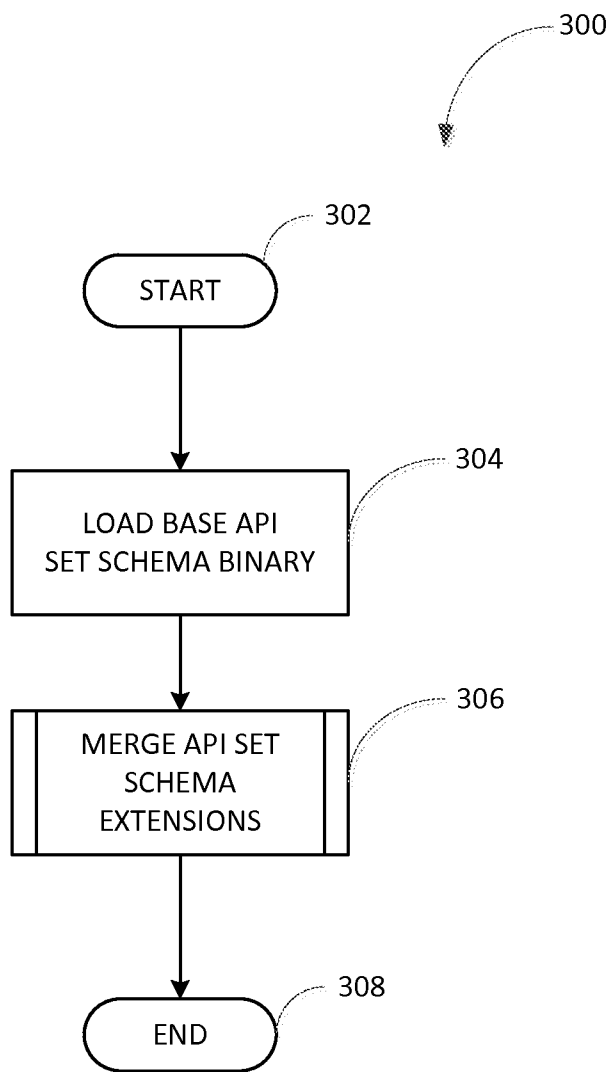 300
302
START
304
LOAD BASE API
SET SCHEMA BINARY
306
MERGE API SET
SCHEMA
EXTENSIONS
308
END